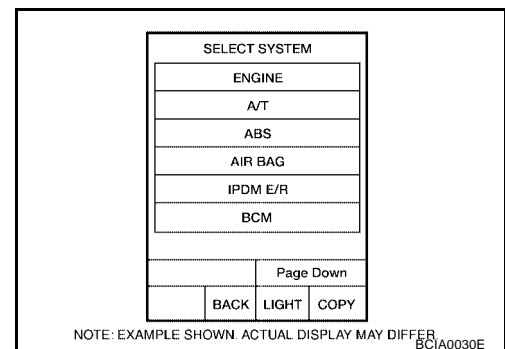 SELECT SYSTEM
ENGINE
A/T
ABS
AIR BAG
IPDM E/R
BCM
Page Down
BACK LIGHT COPY
NOTE: EXAMPLE SHOWN. ACTUAL DISPLAY MAY DIFFER.
BCIA0030E